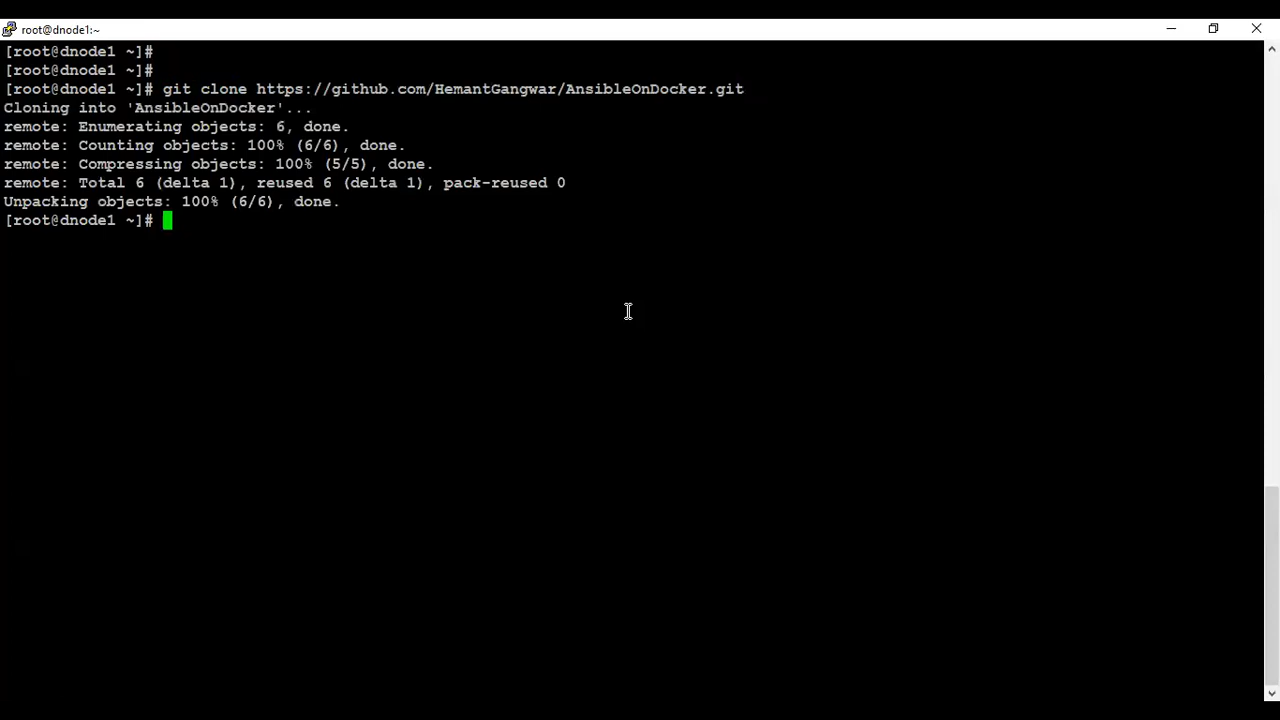 root@dnode1:~
[root@dnode1 ~]#
[root@dnode1 ~]#
[root@dnode1 ~]# git clone https://github.com/HemantGangwar/AnsibleOnDocker.git
Cloning into 'AnsibleOnDocker'...
remote: Enumerating objects: 6, done.
remote: Counting objects: 100% (6/6), done.
remote: Compressing objects: 100% (5/5), done.
remote: Total 6 (delta 1), reused 6 (delta 1), pack-reused 0
Unpacking objects: 100% (6/6), done.
[root@dnode1 ~]#